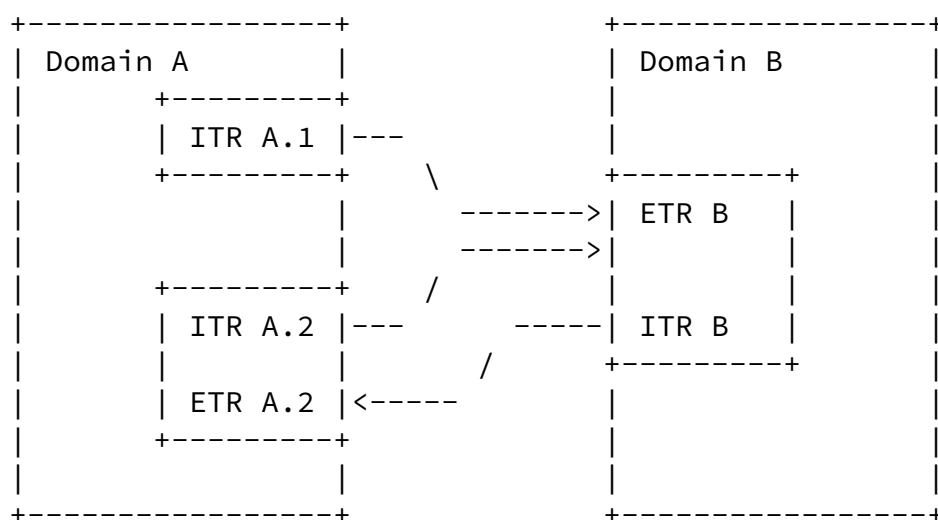 Domain A Domain B
ITR A.1
ETR B
ITR A.2 ITR B
ETR A.2